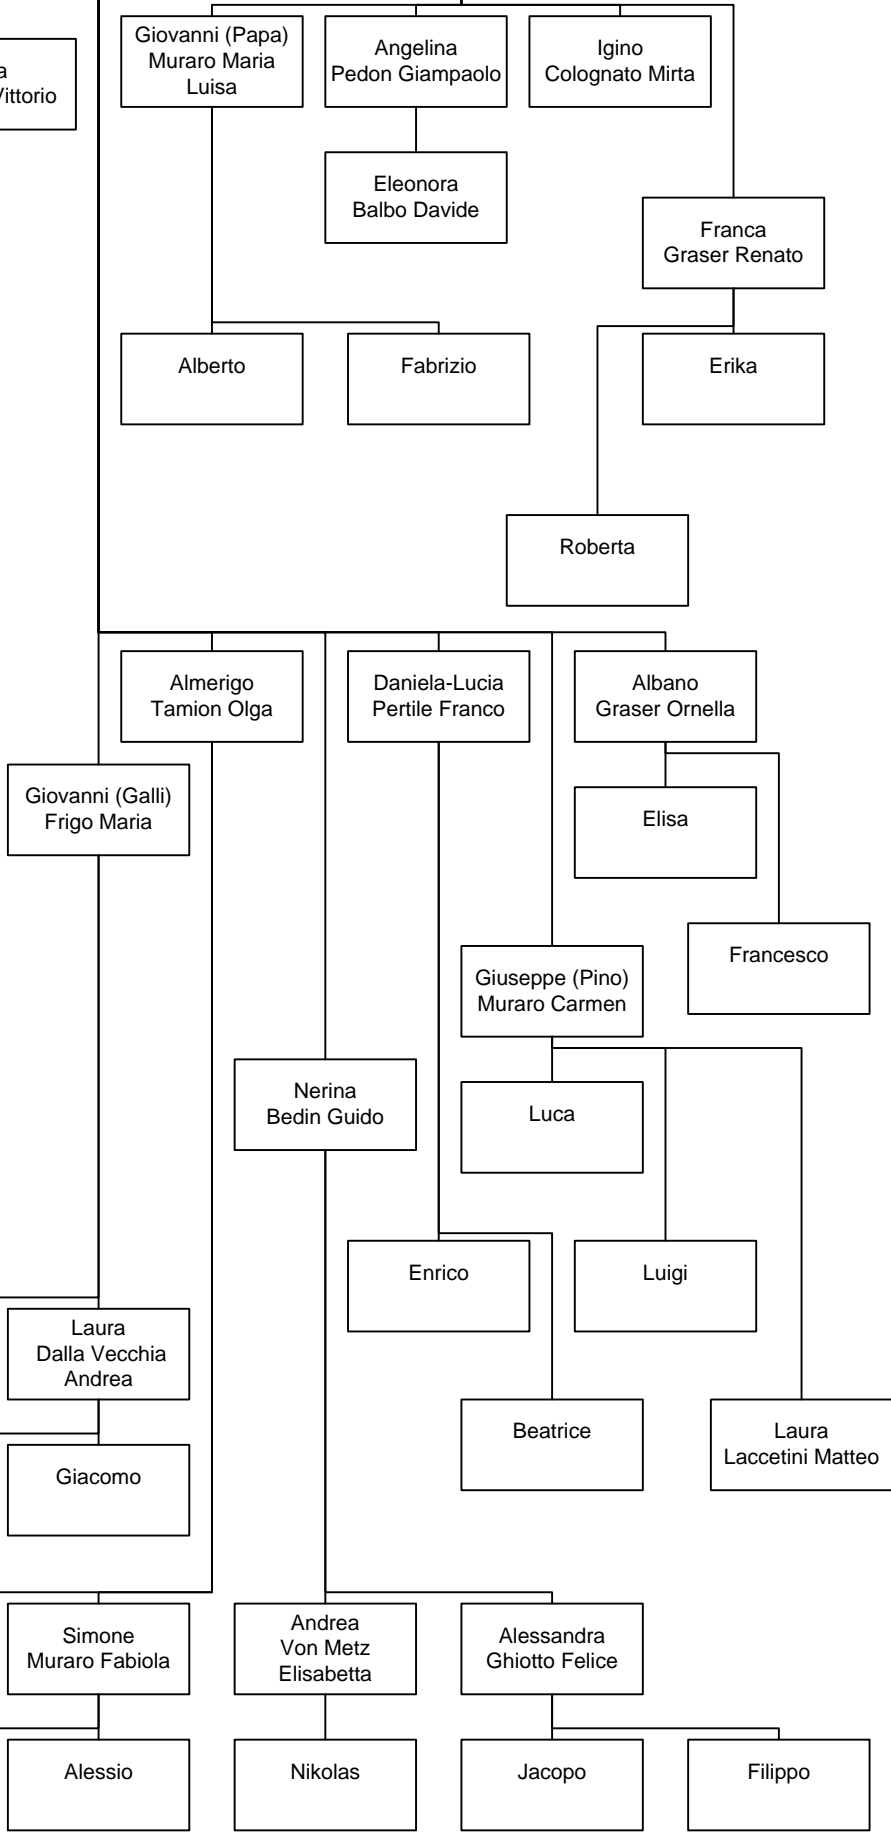 Giovanni (Papa)
Muraro Maria
Luisa
Angelina
Pedon Giampaolo
Igino
Colognato Mirta
Eleonora
Balbo Davide
Franca
Graser Renato
Alberto
Fabrizio
Erika
Roberta
Almerigo
Tamion Olga
Daniela-Lucia
Pertile Franco
Albano
Graser Ornella
Giovanni (Galli)
Frigo Maria
Elisa
Francesco
Giuseppe (Pino)
Muraro Carmen
Nerina
Bedin Guido
Luca
Enrico
Luigi
Laura
Dalla Vecchia
Andrea
Beatrice
Laura
Laccetini Matteo
Giacomo
Simone
Muraro Fabiola
Andrea
Von Metz
Elisabetta
Alessandra
Ghiotto Felice
Alessio
Nikolas
Jacopo
Filippo